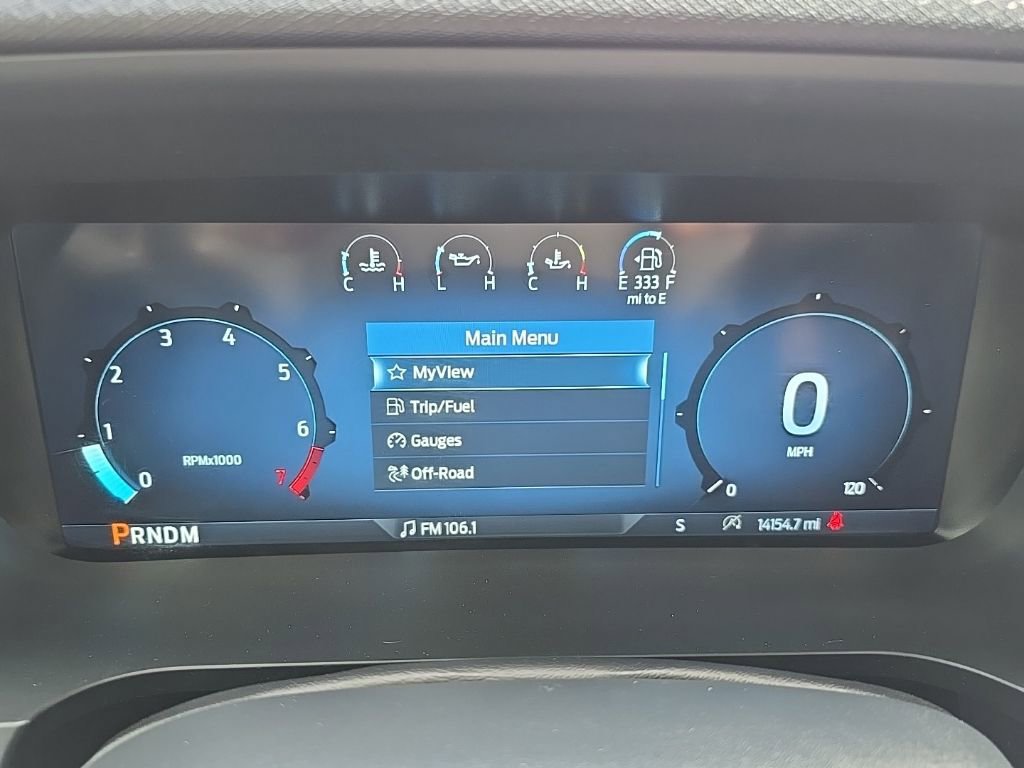 C H
L H
C H
E 333 F
mi to E
Main Menu
MyView
Trip/Fuel
Gauges
Off-Road
0
1
2
3
4
5
6
7
RPMx1000
0
MPH
0
120
PRNDM
FM 106.1
S
14154.7 mi